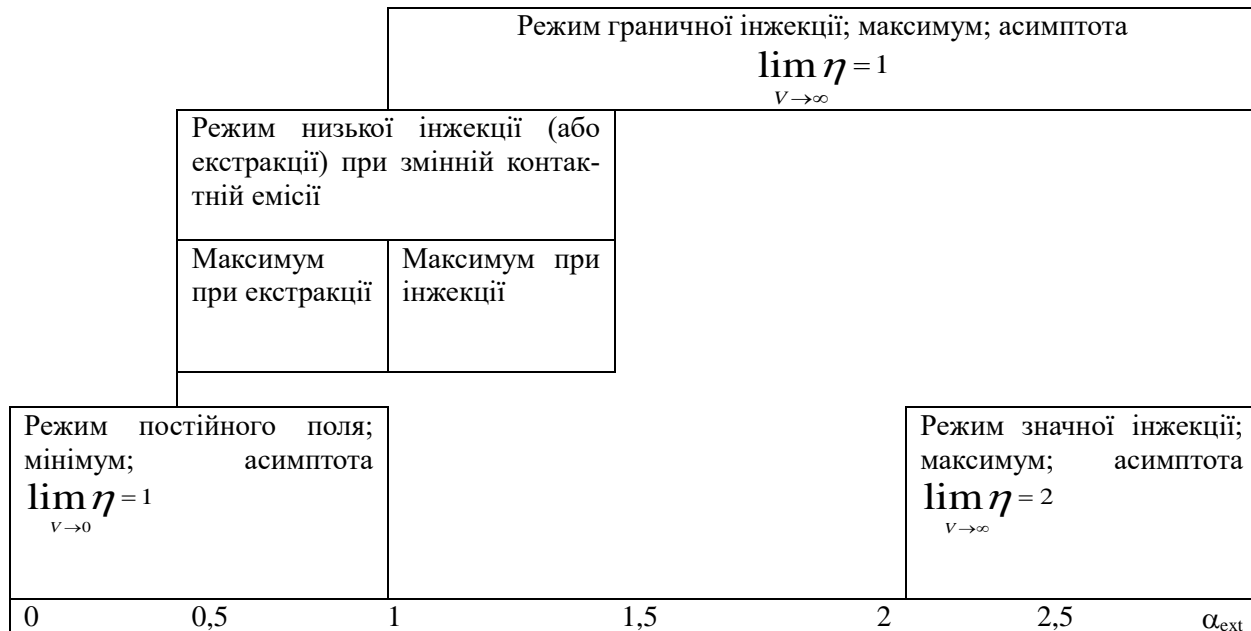 Режим граничної інжекції; максимум; асимптота
lim η = 1
V→∞
Режим низької інжекції (або
екстракції) при змінній контак-
тній емісії
Максимум
при екстракції
Максимум при
інжекції
Режим постійного поля;
мінімум; асимптота
lim η = 1
V→0
Режим значної інжекції;
максимум; асимптота
lim η = 2
V→∞
0 0,5 1 1,5 2 2,5 αext